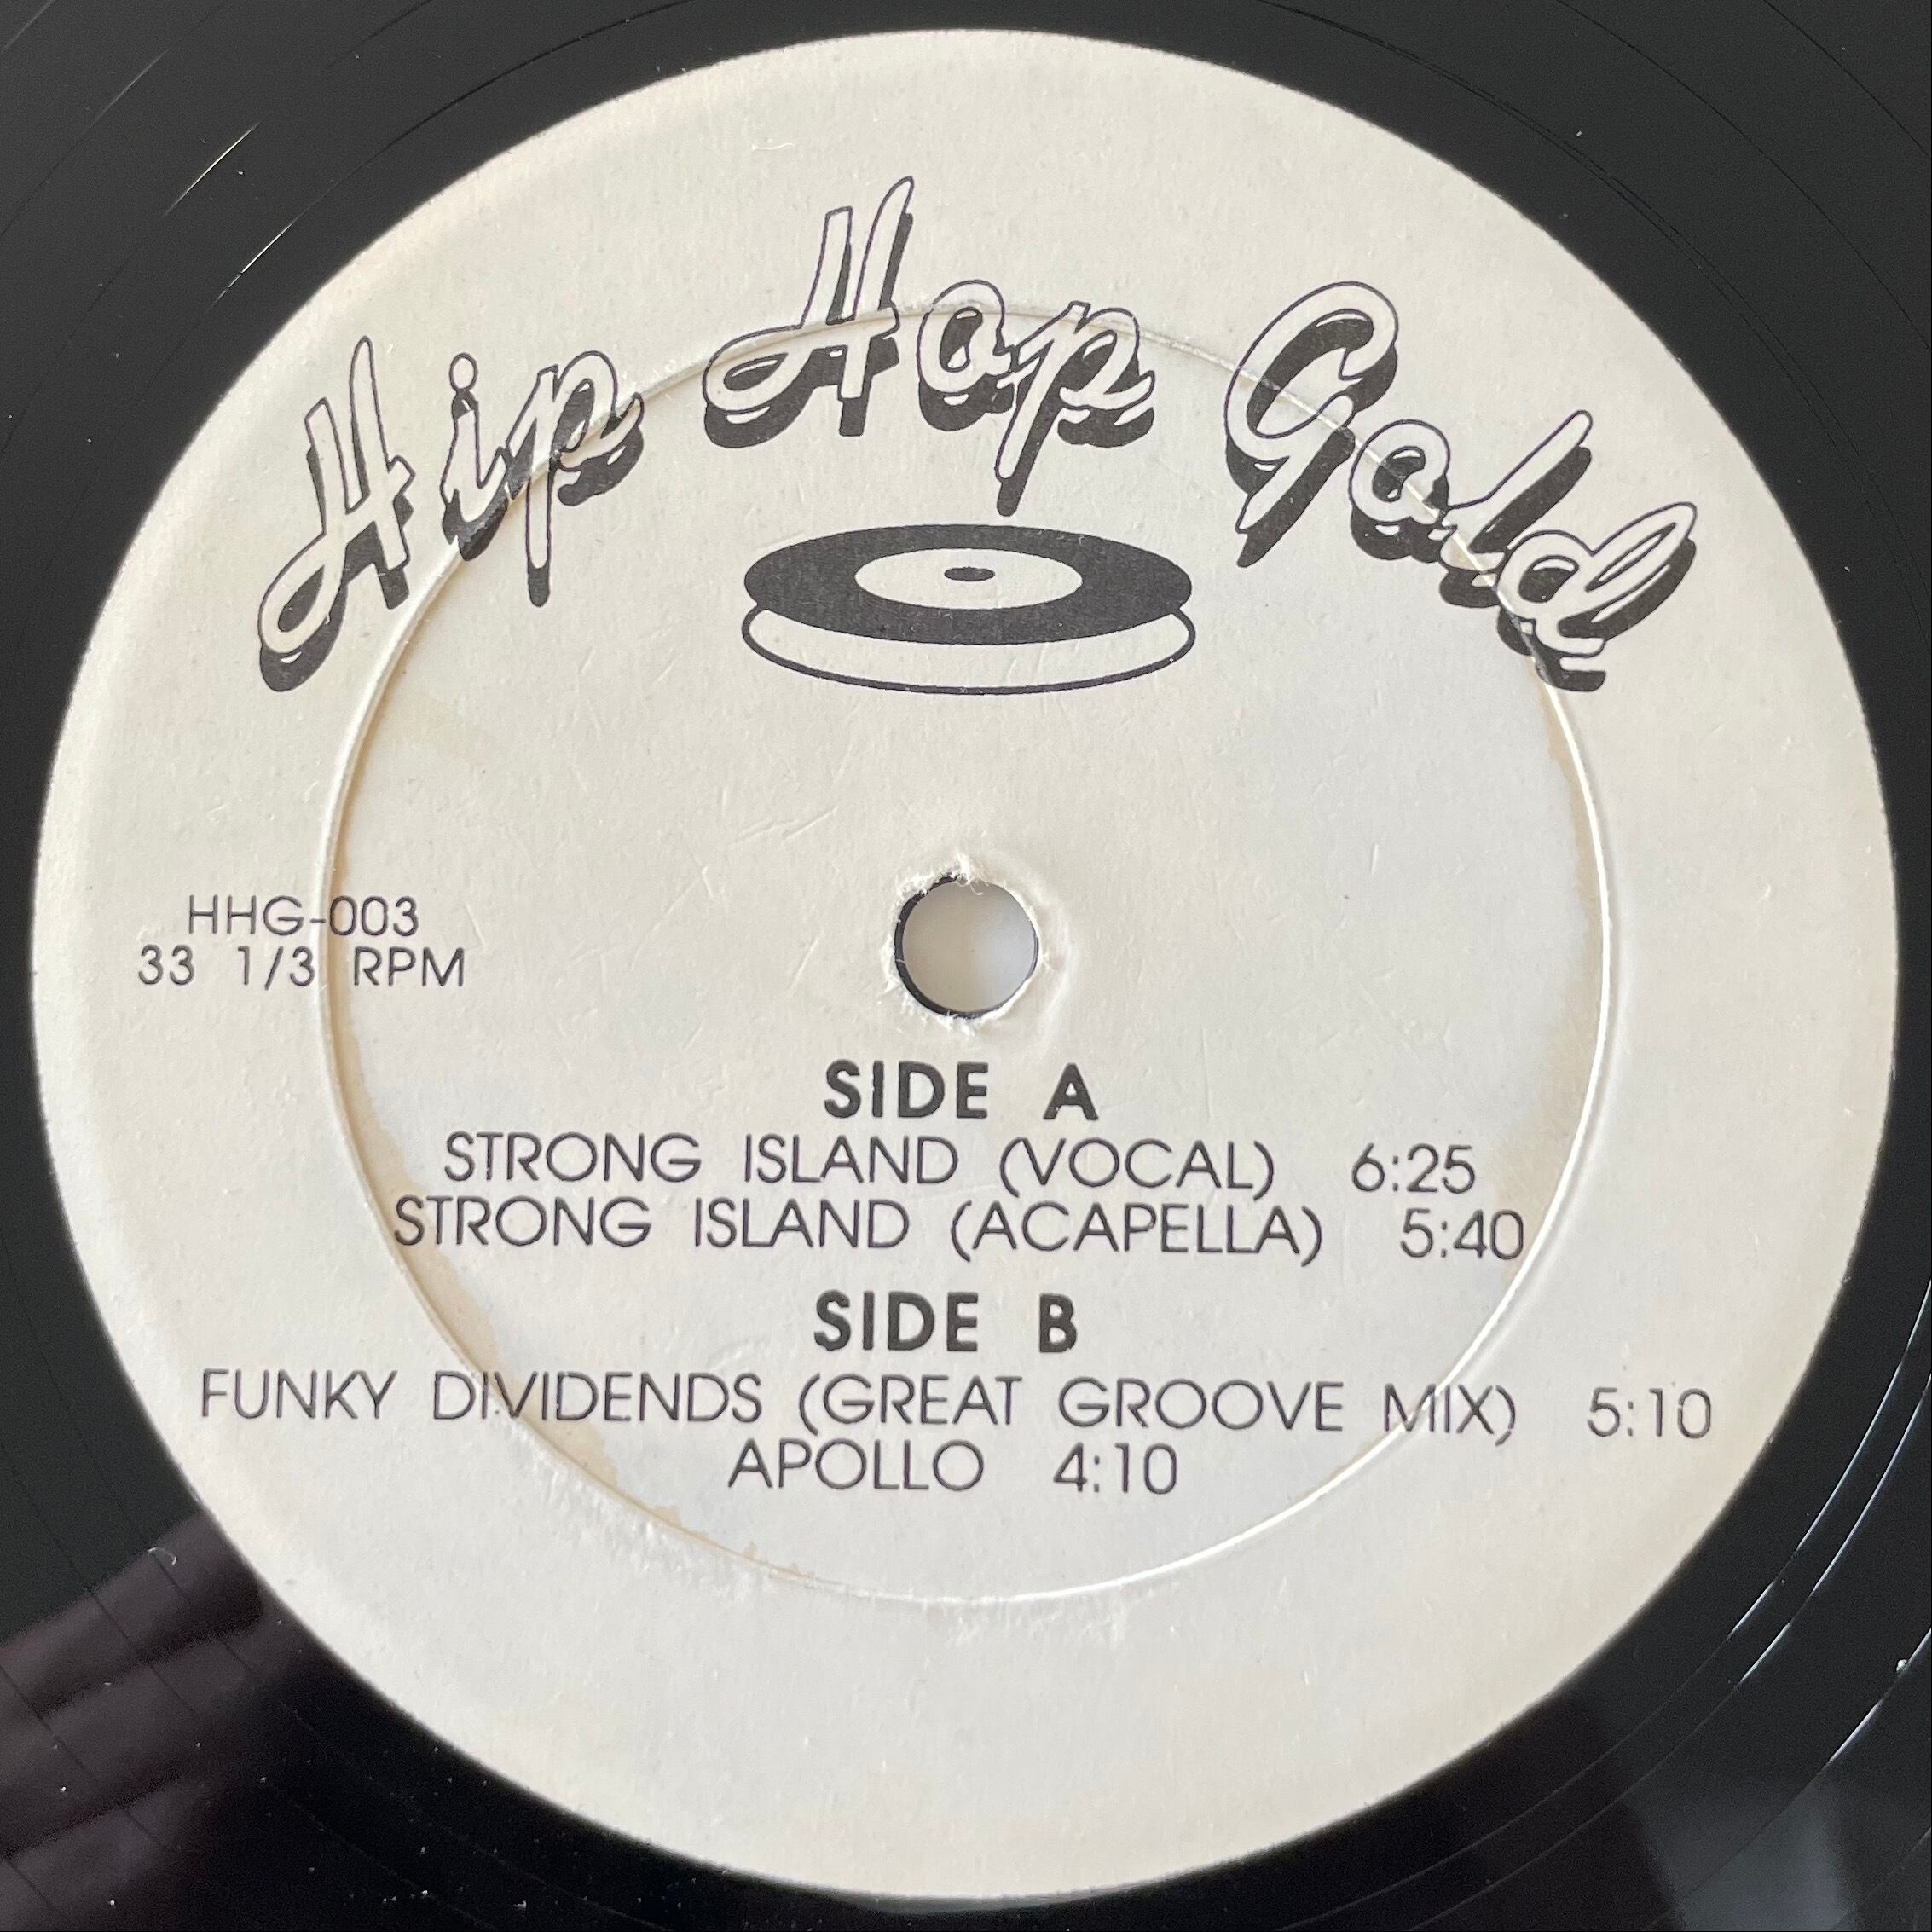 Hip Hop Gold
HHG-003
33 1/3 RPM
SIDE A
STRONG ISLAND (VOCAL) 6:25
STRONG ISLAND (ACAPELLA) 5:40
SIDE B
FUNKY DIVIDENDS (GREAT GROOVE MIX) 5:10
APOLLO 4:10